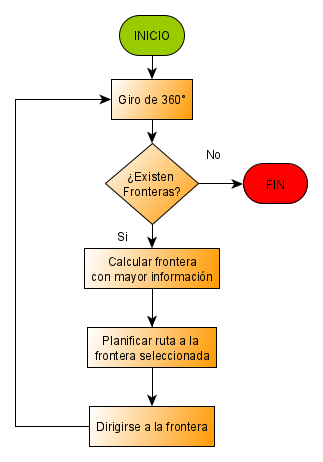 INICIO
Giro de 360°
¿Existen
Fronteras?
No
FIN
Si
Calcular frontera
con mayor información
Planificar ruta a la
frontera seleccionada
Dirigirse a la frontera